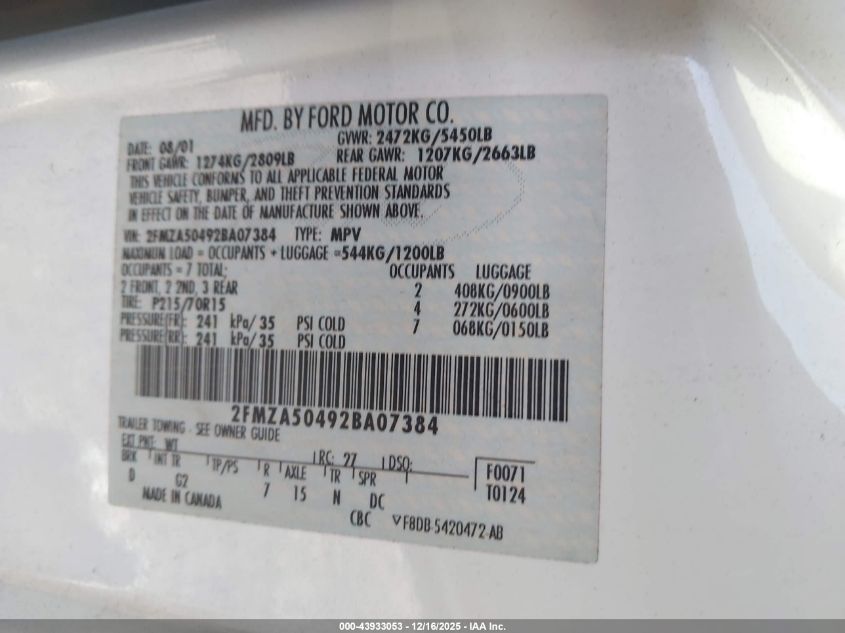 MFD. BY FORD MOTOR CO.
DATE: 08/01 GVWR: 2472KG/5450LB
FRONT GAWR: 1274KG/2809LB REAR GAWR: 1207KG/2663LB
THIS VEHICLE CONFORMS TO ALL APPLICABLE FEDERAL MOTOR
VEHICLE SAFETY, BUMPER, AND THEFT PREVENTION STANDARDS
IN EFFECT ON THE DATE OF MANUFACTURE SHOWN ABOVE.
VIN: 2FMZA50492BA07384 TYPE: MPV
MAXIMUM LOAD = OCCUPANTS + LUGGAGE =544KG/1200LB
OCCUPANTS = 7 TOTAL; OCCUPANTS LUGGAGE
2 FRONT, 2 2ND, 3 REAR 2 408KG/0900LB
TIRE: P215/70R15 4 272KG/0600LB
PRESSURE(FR): 241 kPa/35 PSI COLD 7 068KG/0150LB
PRESSURE(RR): 241 kPa/35 PSI COLD
2FMZA50492BA07384
TRAILER TOWING - SEE OWNER GUIDE
EXT PNT: WT RC: 27 DSO: F0071
BRK INT TR TP/PS R AXLE TR SPR T0124
D G2 7 15 N DC
MADE IN CANADA CBC VF8DB-5420472-AB
000-43933053 - 12/16/2025 - IAA Inc.